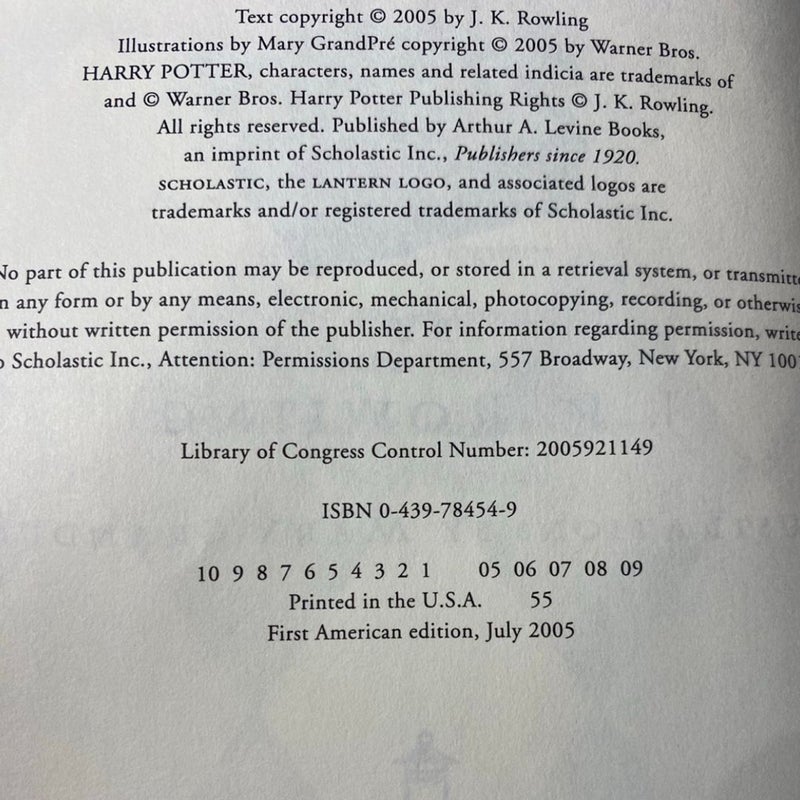 Text copyright © 2005 by J. K. Rowling
Illustrations by Mary GrandPré copyright © 2005 by Warner Bros.
HARRY POTTER, characters, names and related indicia are trademarks of
and © Warner Bros. Harry Potter Publishing Rights © J. K. Rowling.
All rights reserved. Published by Arthur A. Levine Books,
an imprint of Scholastic Inc., Publishers since 1920.
SCHOLASTIC, the LANTERN LOGO, and associated logos are
trademarks and/or registered trademarks of Scholastic Inc.
No part of this publication may be reproduced, or stored in a retrieval system, or transmitte
n any form or by any means, electronic, mechanical, photocopying, recording, or otherwis
without written permission of the publisher. For information regarding permission, write
o Scholastic Inc., Attention: Permissions Department, 557 Broadway, New York, NY 100
Library of Congress Control Number: 2005921149
ISBN 0-439-78454-9
10 9 8 7 6 5 4 3 2 1 05 06 07 08 09
Printed in the U.S.A. 55
First American edition, July 2005